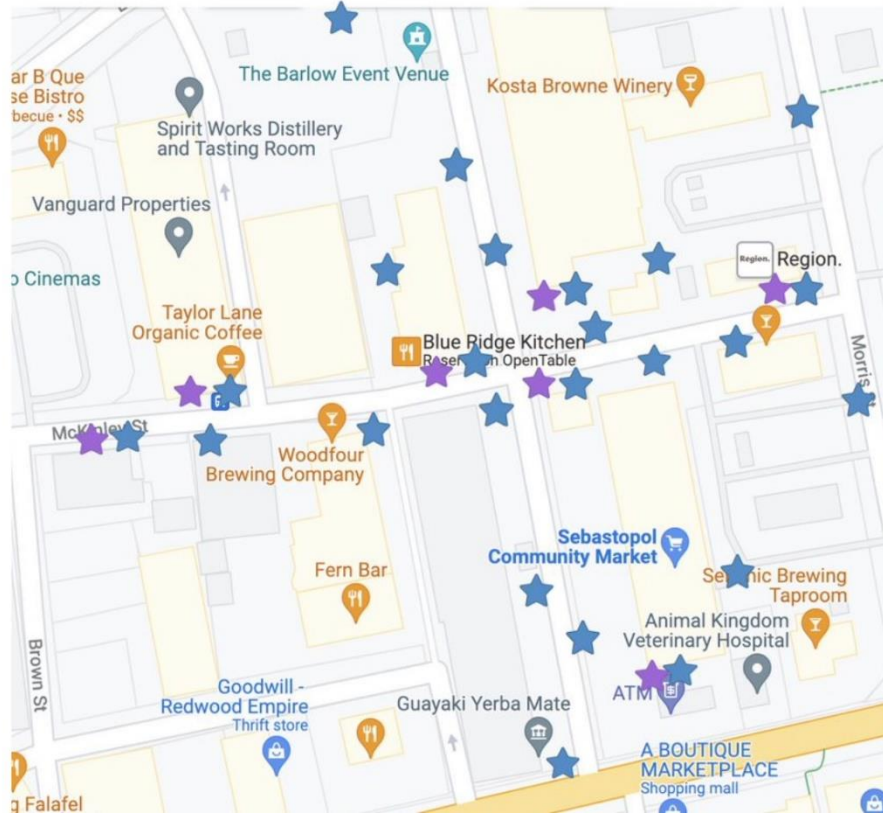 The Barlow Event Venue
ar B Que
se Bistro
becue • $$
Kosta Browne Winery
Spirit Works Distillery
and Tasting Room
Vanguard Properties
o Cinemas
Region.
Region.
Taylor Lane
Organic Coffee
Blue Ridge Kitchen
OpenTable
Morris St
St
Woodfour
Brewing Company
Sebastopol
Community Market
Fern Bar
Brewing
Taproom
Animal Kingdom
Veterinary Hospital
Brown St
Goodwill -
Redwood Empire
Thrift store
Guayaki Yerba Mate
ATM
A BOUTIQUE
MARKETPLACE
Shopping mall
g Falafel